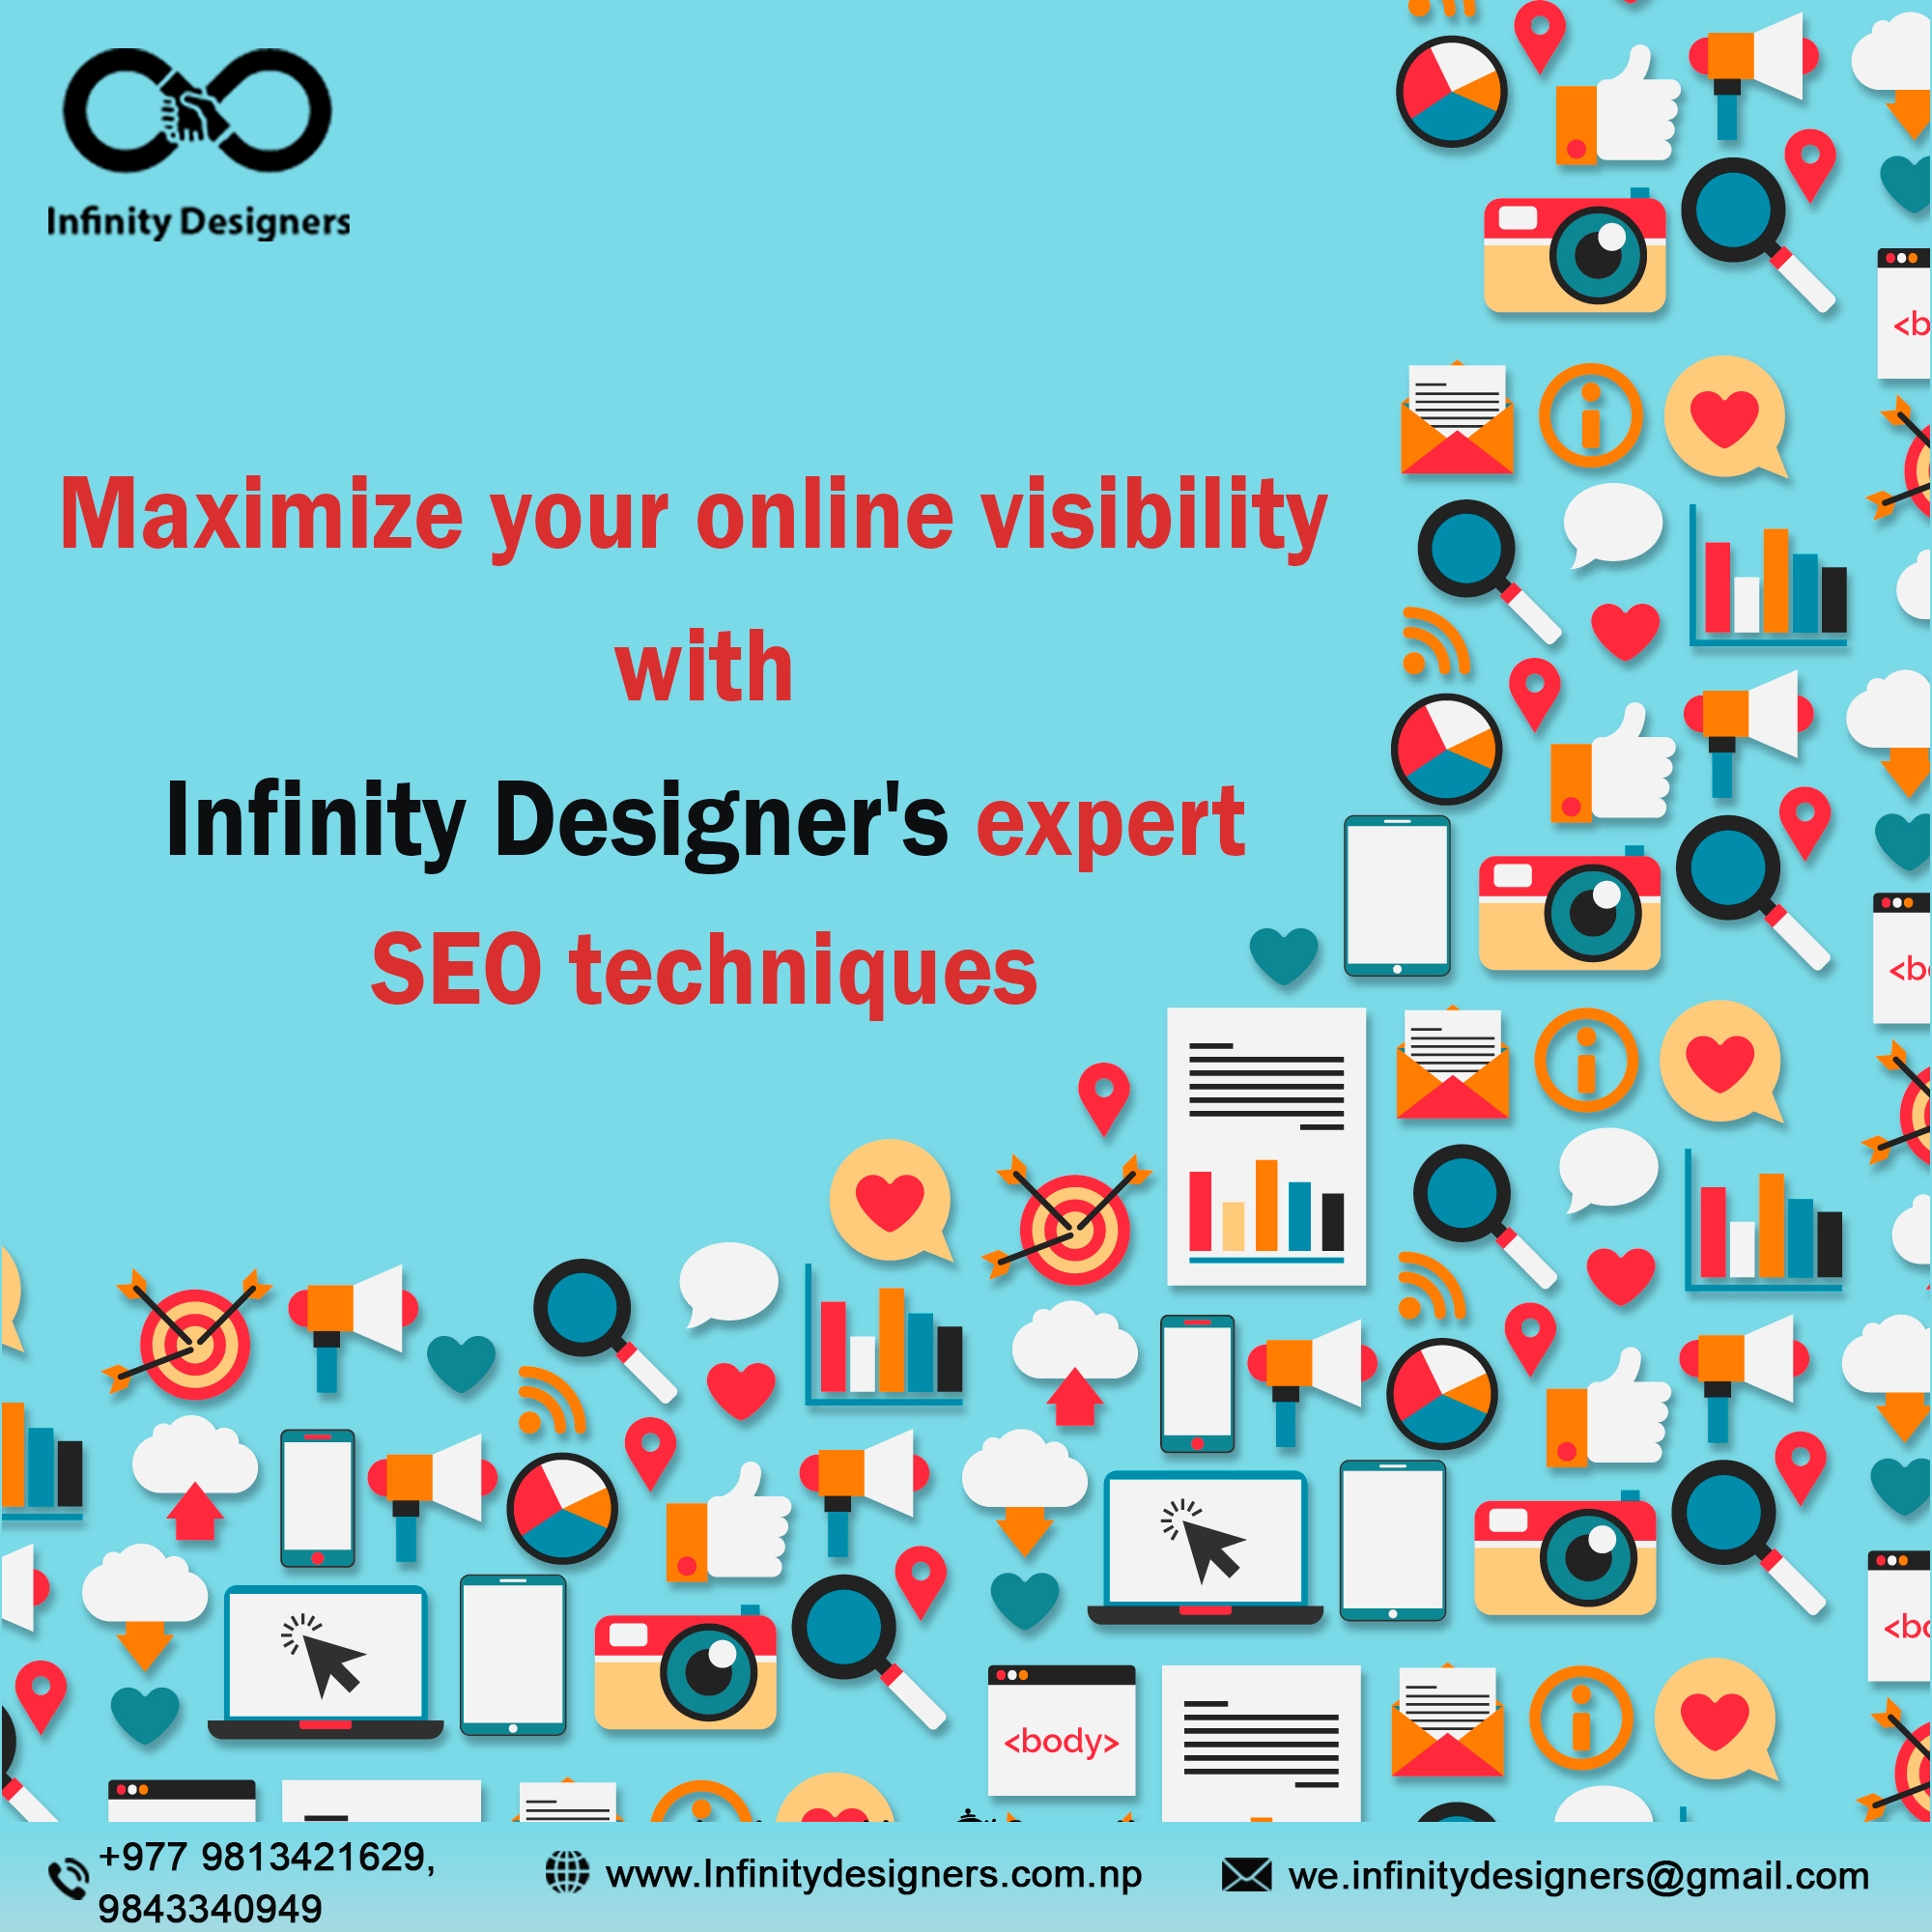 Infinity Designers
Maximize your online visibility
with
Infinity Designer's expert
SEO techniques
<b
<b
<bo
<body>
+977 9813421629,
9843340949
www.Infinitydesigners.com.np
we.infinitydesigners@gmail.com